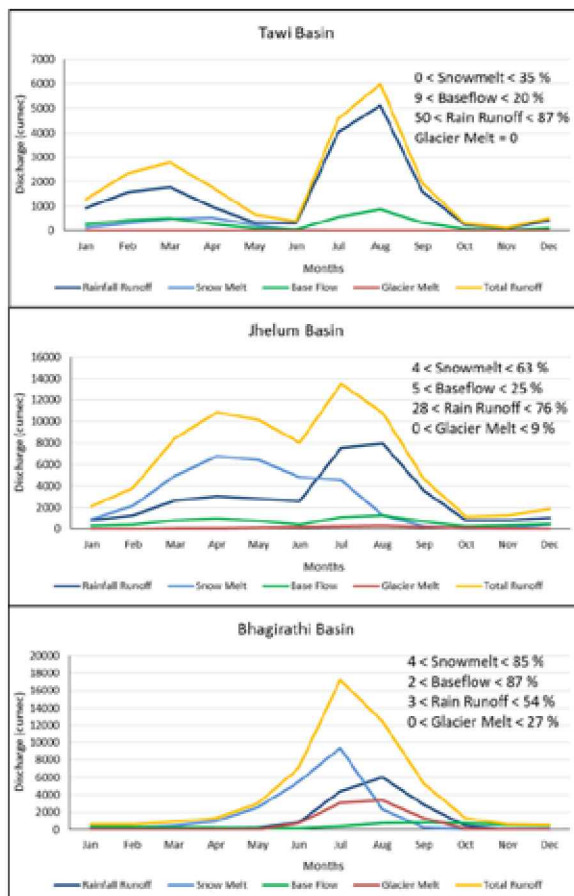 Tawi Basin
7000
6000
5000
4000
3000
2000
1000
0
Discharge (cumec)
0 < Snowmelt < 35 %
9 < Baseflow < 20 %
50 < Rain Runoff < 87 %
Glacier Melt = 0
Jan Feb Mar Apr May Jun Jul Aug Sep Oct Nov Dec
Months
Rainfall Runoff Snow Melt Base Flow Glacier Melt Total Runoff
Jhelum Basin
16000
14000
12000
10000
8000
6000
4000
2000
0
Discharge (cumec)
4 < Snowmelt < 63 %
5 < Baseflow < 25 %
28 < Rain Runoff < 76 %
0 < Glacier Melt < 9 %
Jan Feb Mar Apr May Jun Jul Aug Sep Oct Nov Dec
Months
Rainfall Runoff Snow Melt Base Flow Glacier Melt Total Runoff
Bhagirathi Basin
20000
18000
16000
14000
12000
10000
8000
6000
4000
2000
0
Discharge (cumec)
4 < Snowmelt < 85 %
2 < Baseflow < 87 %
3 < Rain Runoff < 54 %
0 < Glacier Melt < 27 %
Jan Feb Mar Apr May Jun Jul Aug Sep Oct Nov Dec
Months
Rainfall Runoff Snow Melt Base Flow Glacier Melt Total Runoff